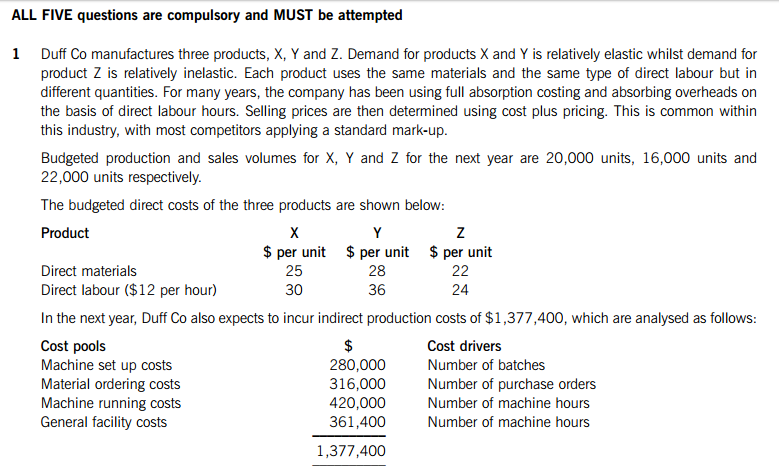 ALL FIVE questions are compulsory and MUST be attempted
1 Duff Co manufactures three products, X, Y and Z. Demand for products X and Y is relatively elastic whilst demand for
product Z is relatively inelastic. Each product uses the same materials and the same type of direct labour but in
different quantities. For many years, the company has been using full absorption costing and absorbing overheads on
the basis of direct labour hours. Selling prices are then determined using cost plus pricing. This is common within
this industry, with most competitors applying a standard mark-up.
Budgeted production and sales volumes for X, Y and Z for the next year are 20,000 units, 16,000 units and
22,000 units respectively.
The budgeted direct costs of the three products are shown below:
Product X Y Z
$ per unit $ per unit $ per unit
Direct materials 25 28 22
Direct labour ($12 per hour) 30 36 24
In the next year, Duff Co also expects to incur indirect production costs of $1,377,400, which are analysed as follows:
Cost pools $ Cost drivers
Machine set up costs 280,000 Number of batches
Material ordering costs 316,000 Number of purchase orders
Machine running costs 420,000 Number of machine hours
General facility costs 361,400 Number of machine hours
1,377,400